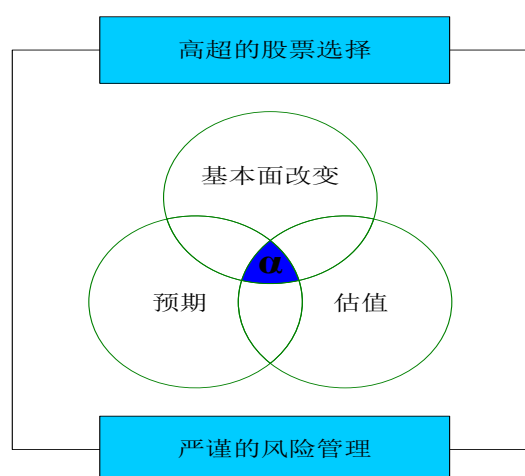 高超的股票选择
基本面改变
α
预期
估值
严谨的风险管理